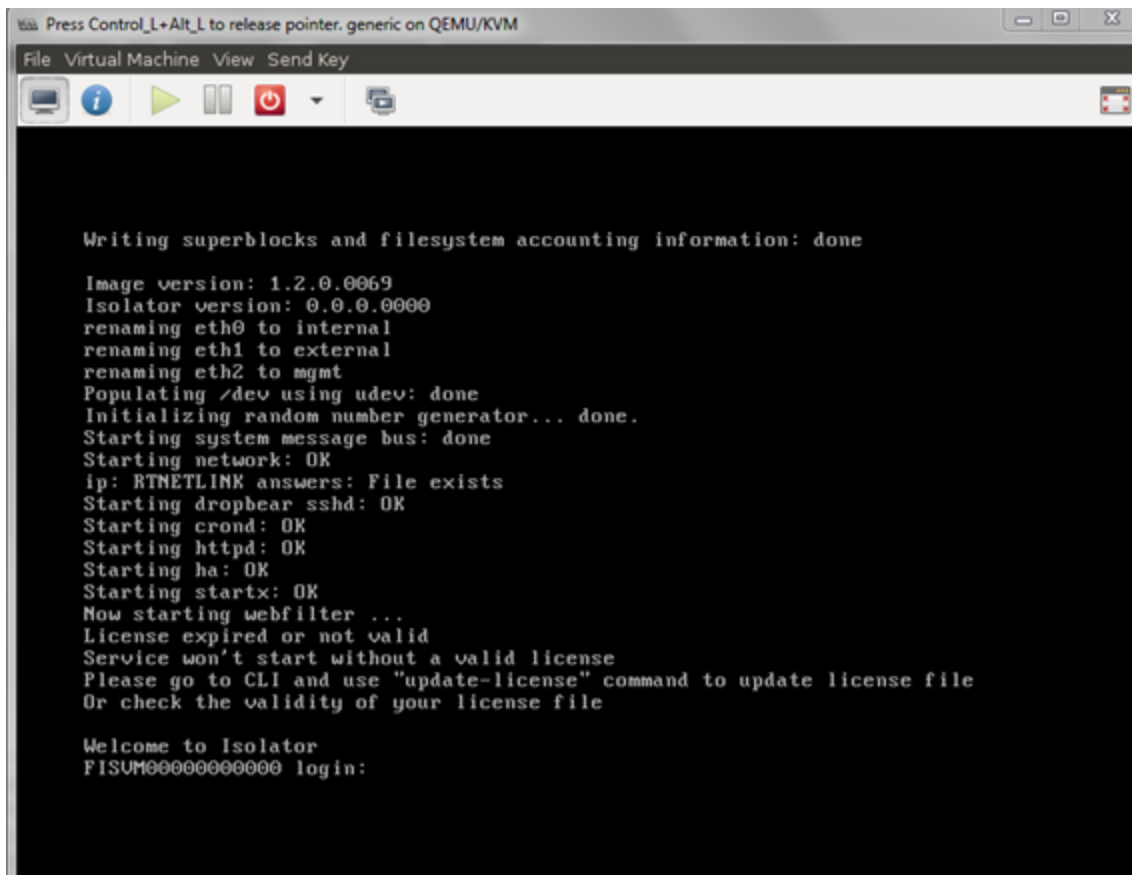 Press Control_L+Alt_L to release pointer. generic on QEMU/KVM
File Virtual Machine View Send Key
Writing superblocks and filesystem accounting information: done
Image version: 1.2.0.0069
Isolator version: 0.0.0.0000
renaming eth0 to internal
renaming eth1 to external
renaming eth2 to mgmt
Populating /dev using udev: done
Initializing random number generator... done.
Starting system message bus: done
Starting network: OK
ip: RTNETLINK answers: File exists
Starting dropbear sshd: OK
Starting crond: OK
Starting httpd: OK
Starting ha: OK
Starting startx: OK
Now starting webfilter ...
License expired or not valid
Service won't start without a valid license
Please go to CLI and use "update-license" command to update license file
Or check the validity of your license file
Welcome to Isolator
FISVM00000000000 login: